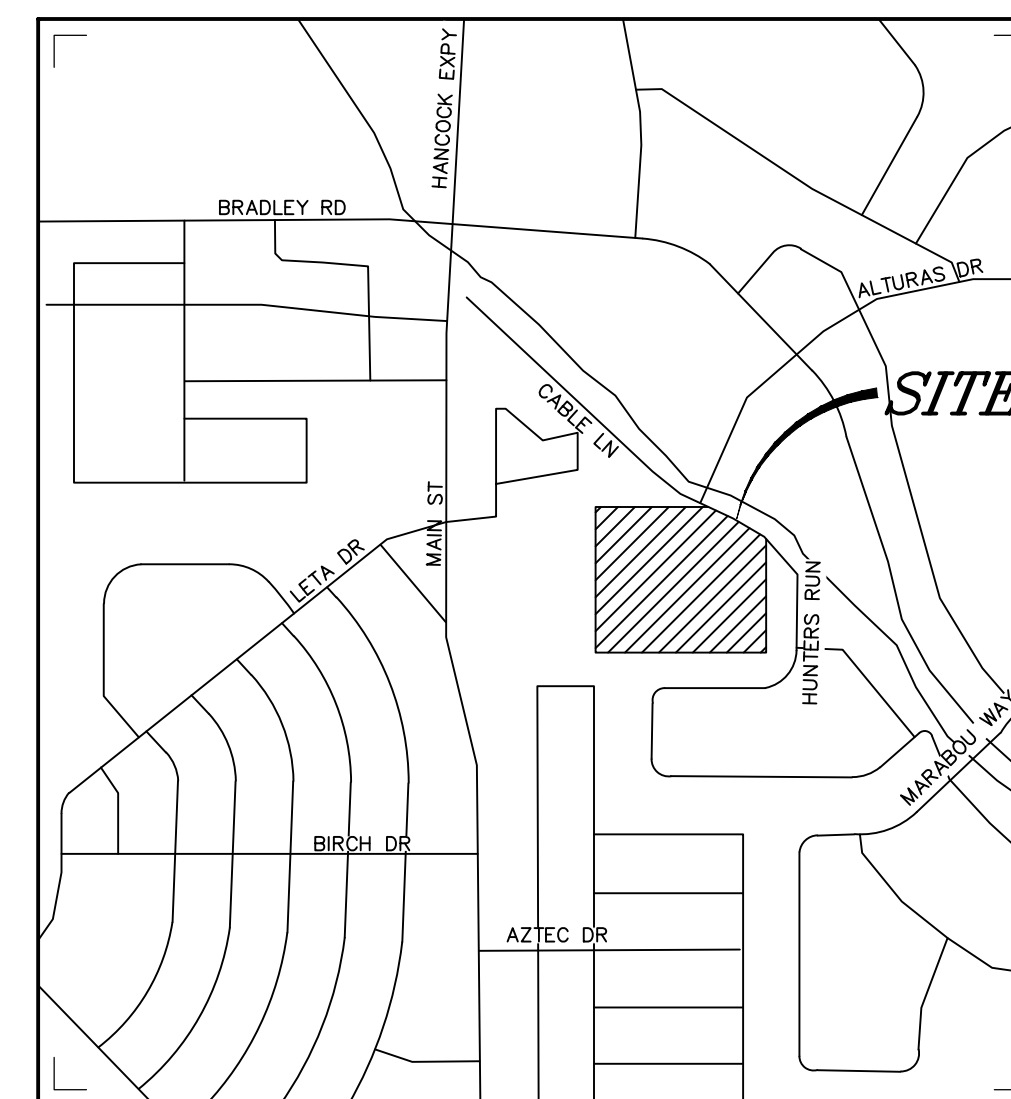 HANCOCK EXPY
BRADLEY RD
ALTURAS DR
SITE
CABLE LN
MAIN ST
LETA DR
HUNTERS RUN
MARABOU WAY
BIRCH DR
AZTEC DR